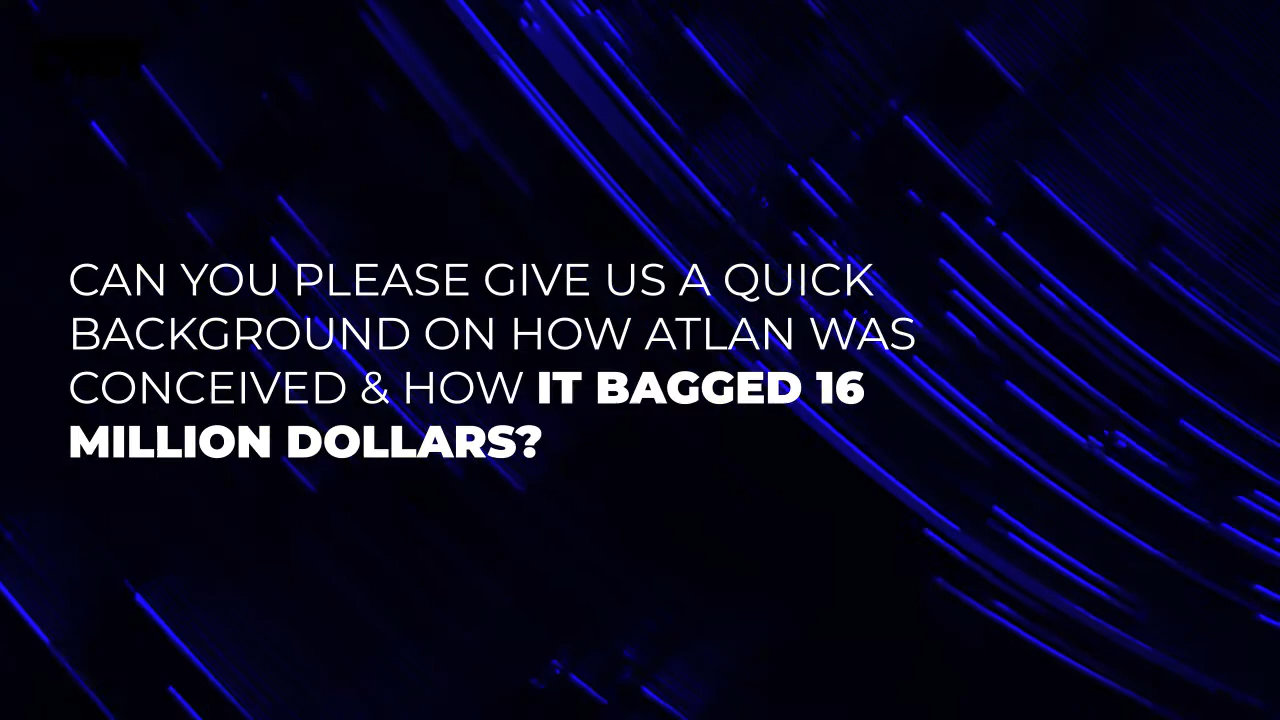 CAN YOU PLEASE GIVE US A QUICK
BACKGROUND ON HOW ATLAN WAS
CONCEIVED & HOW IT BAGGED 16
MILLION DOLLARS?